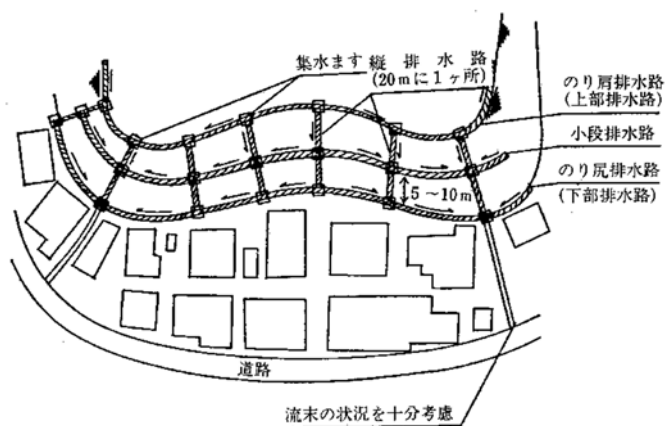 集水ます
縦排水路
(20mに1ヶ所)
のり肩排水路
(上部排水路)
小段排水路
のり尻排水路
(下部排水路)
5~10m
道路
流末の状況を十分考慮